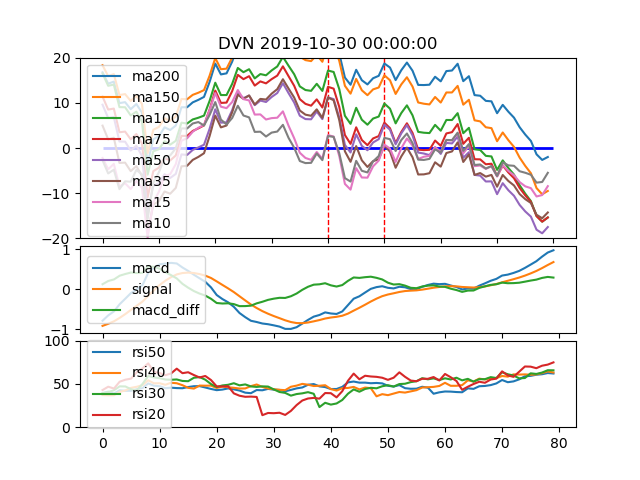 DVN 2019-10-30 00:00:00
20
10
0
−10
−20
ma200
ma150
ma100
ma75
ma50
ma35
ma15
ma10
1
0
−1
macd
signal
macd_diff
100
50
0
rsi50
rsi40
rsi30
rsi20
0 10 20 30 40 50 60 70 80